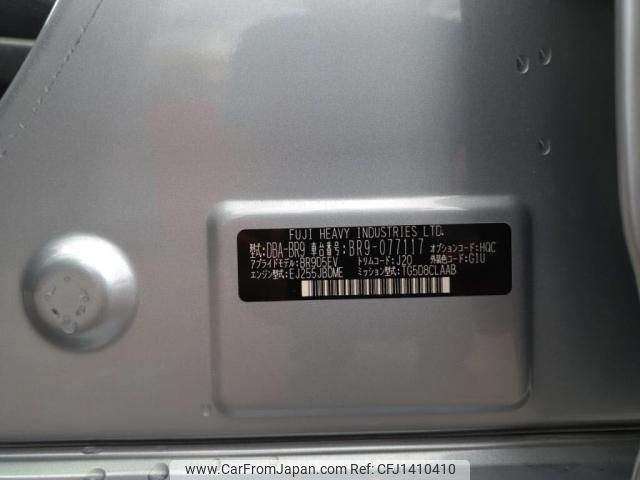 FUJI HEAVY INDUSTRIES LTD.
型式:DBA-BR9 車台番号:BR9-077117 オプションコード:HQC
アプライドモデル:BR9D5EV トリムコード:J20 外装色コード:G1U
エンジン型式:EJ255JBDME ミッション型式:TG5D8CLAAB
www.CarFromJapan.com | Car From Japan | CFJ1410410